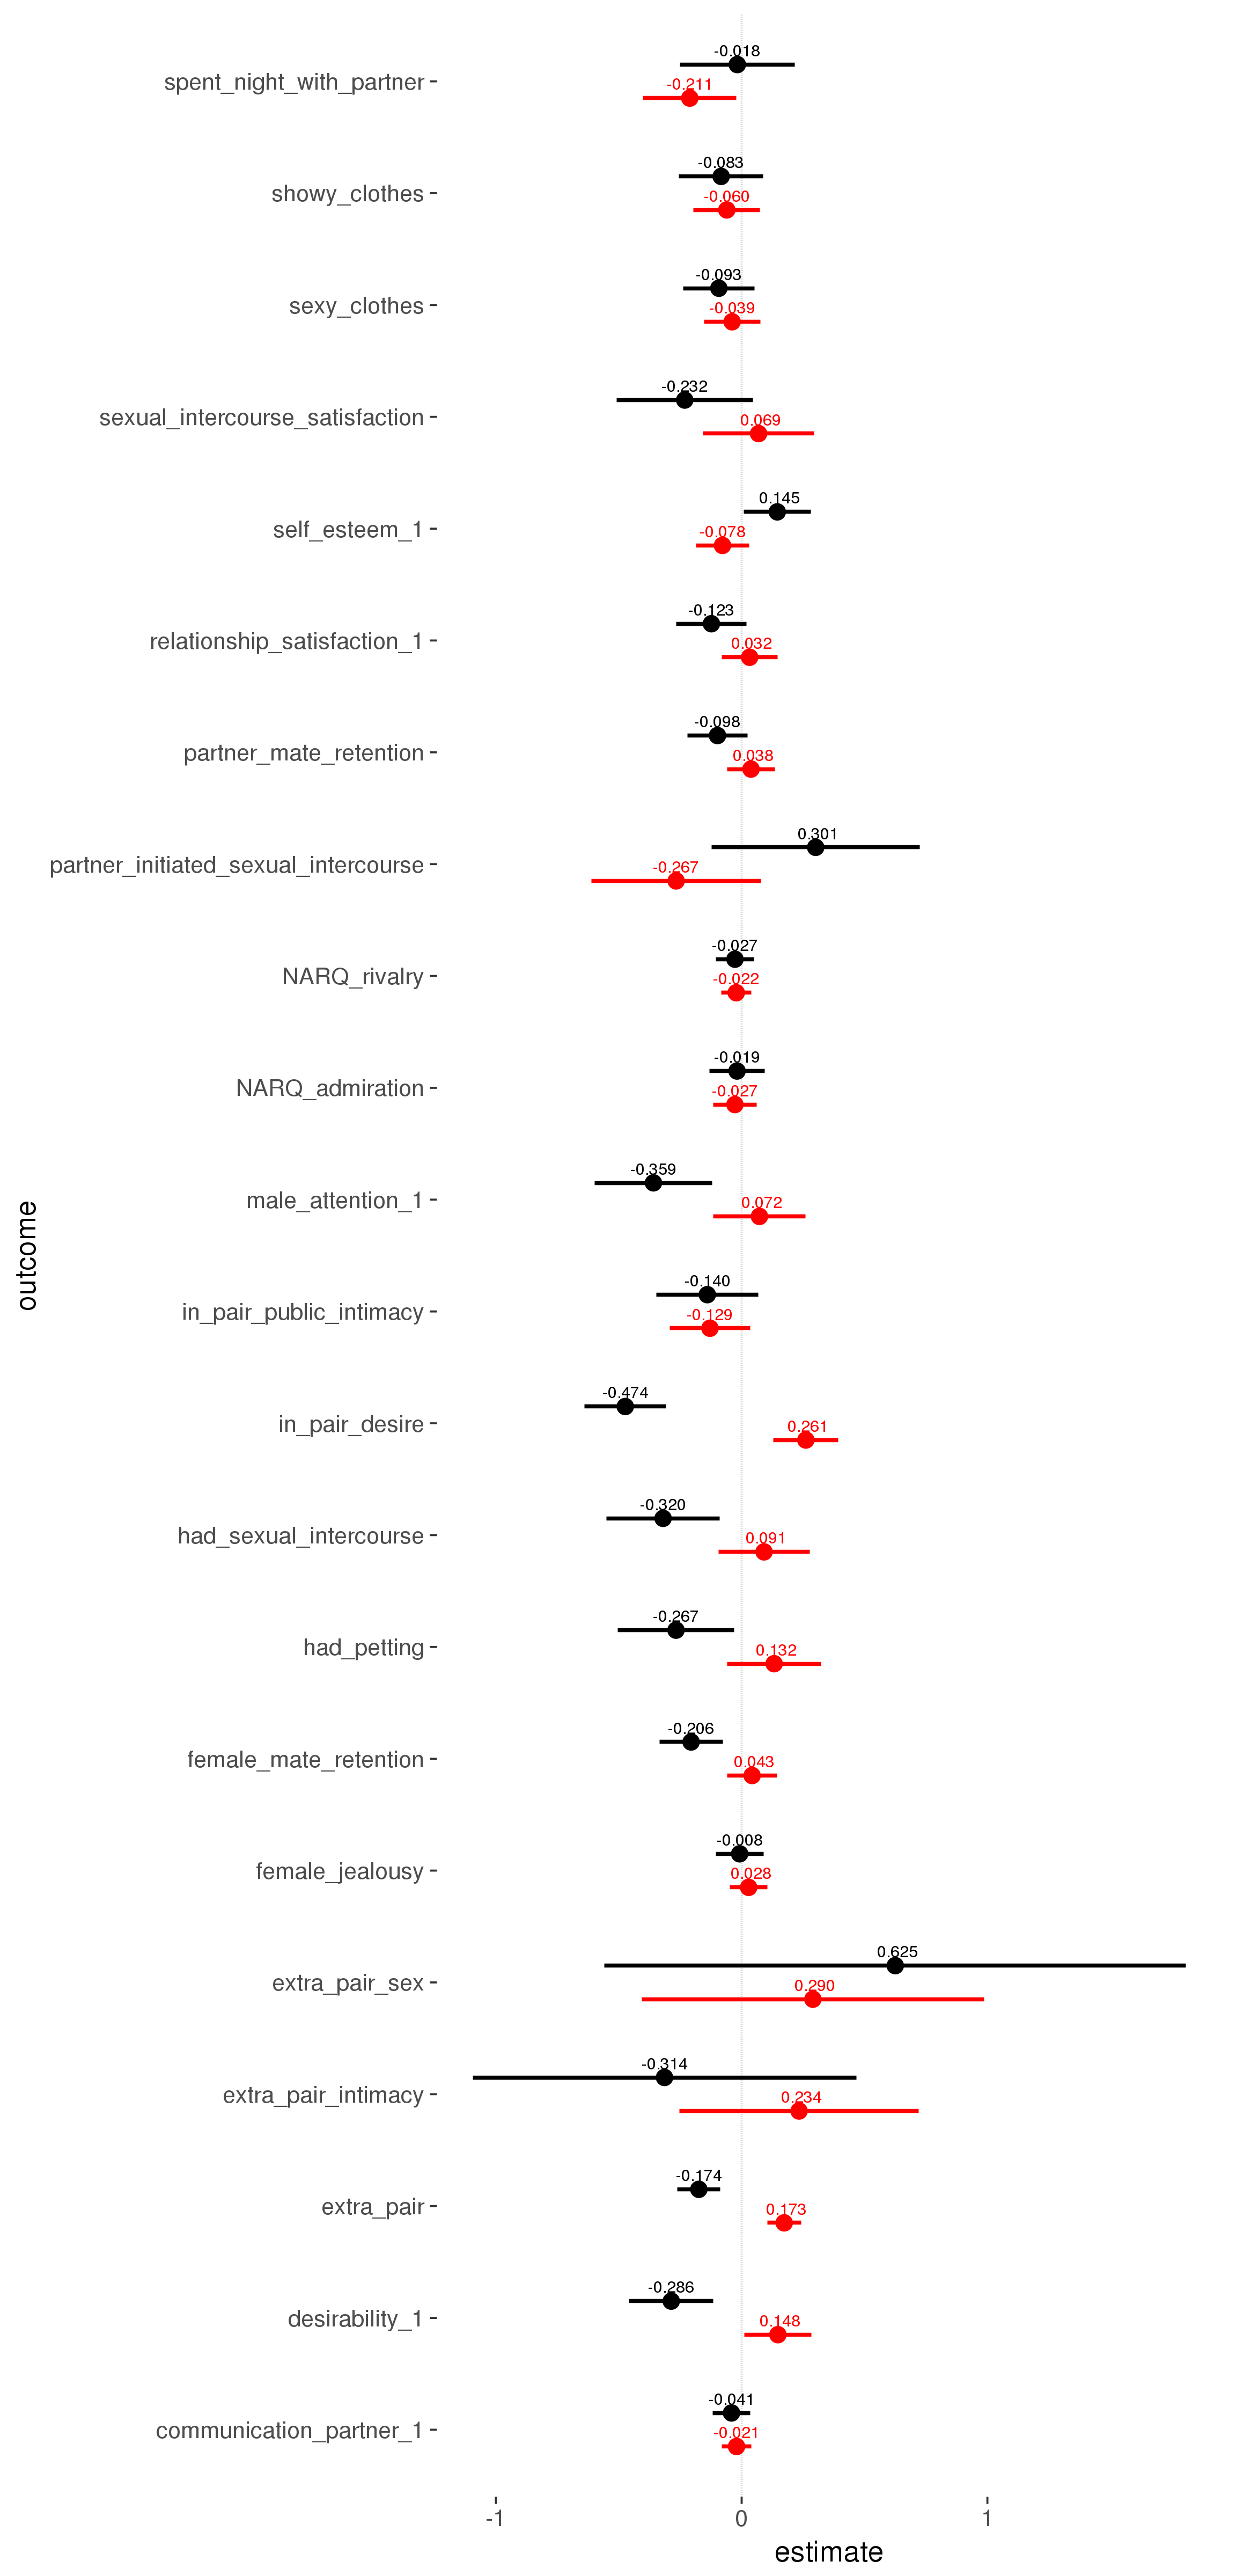 -0.018
spent_night_with_partner
-0.211
-0.083
showy_clothes
-0.060
-0.093
sexy_clothes
-0.039
-0.232
sexual_intercourse_satisfaction
0.069
0.145
self_esteem_1
-0.078
-0.123
relationship_satisfaction_1
0.032
-0.098
partner_mate_retention
0.038
0.301
partner_initiated_sexual_intercourse
-0.267
-0.027
NARQ_rivalry
-0.022
-0.019
NARQ_admiration
-0.027
-0.359
male_attention_1
0.072
outcome
-0.140
in_pair_public_intimacy
-0.129
-0.474
in_pair_desire
0.261
-0.320
had_sexual_intercourse
0.091
-0.267
had_petting
0.132
-0.206
female_mate_retention
0.043
-0.008
female_jealousy
0.028
0.625
extra_pair_sex
0.290
-0.314
extra_pair_intimacy
0.234
-0.174
extra_pair
0.173
-0.286
desirability_1
0.148
-0.041
communication_partner_1
-0.021
-1 0 1
estimate